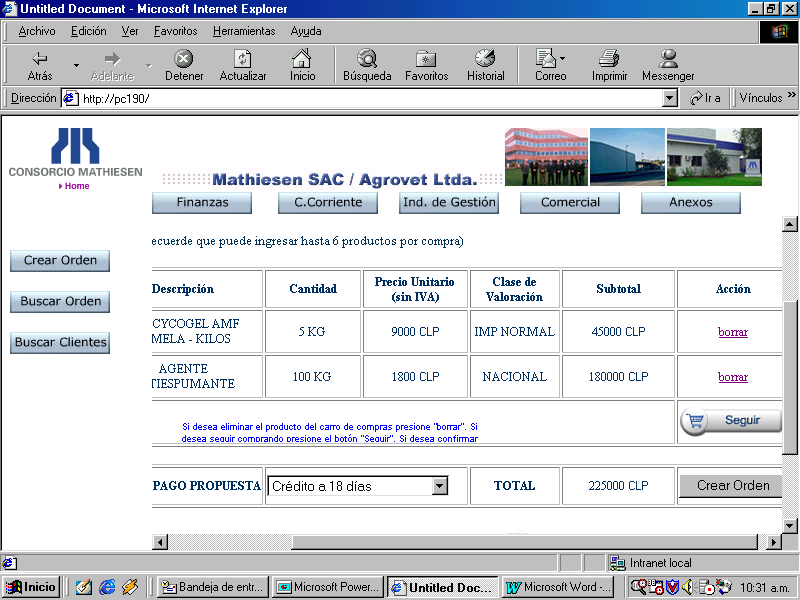 Untitled Document - Microsoft Internet Explorer
Archivo Edición Ver Favoritos Herramientas Ayuda
Atrás Adelante Detener Actualizar Inicio Búsqueda Favoritos Historial Correo Imprimir Messenger
Dirección http://pc190/ Ir a Vínculos »
CONSORCIO MATHIESEN
Home
Mathiesen SAC / Agrovet Ltda.
Finanzas C.Corriente Ind. de Gestión Comercial Anexos
Crear Orden
Buscar Orden
Buscar Clientes
ecuerde que puede ingresar hasta 6 productos por compra)
Descripción Cantidad Precio Unitario (sin IVA) Clase de Valoración Subtotal Acción
CYCOGEL AMF
MELA - KILOS 5 KG 9000 CLP IMP NORMAL 45000 CLP borrar
AGENTE
TIESPUMANTE 100 KG 1800 CLP NACIONAL 180000 CLP borrar
Si desea eliminar el producto del carro de compras presione "borrar". Si
desea seguir comprando presione el botón "Seguir". Si desea confirmar
Seguir
PAGO PROPUESTA Crédito a 18 días TOTAL 225000 CLP Crear Orden
Intranet local
Inicio Bandeja de ent... Microsoft Power... Untitled Doc... Microsoft Word -... 10:31 a.m.